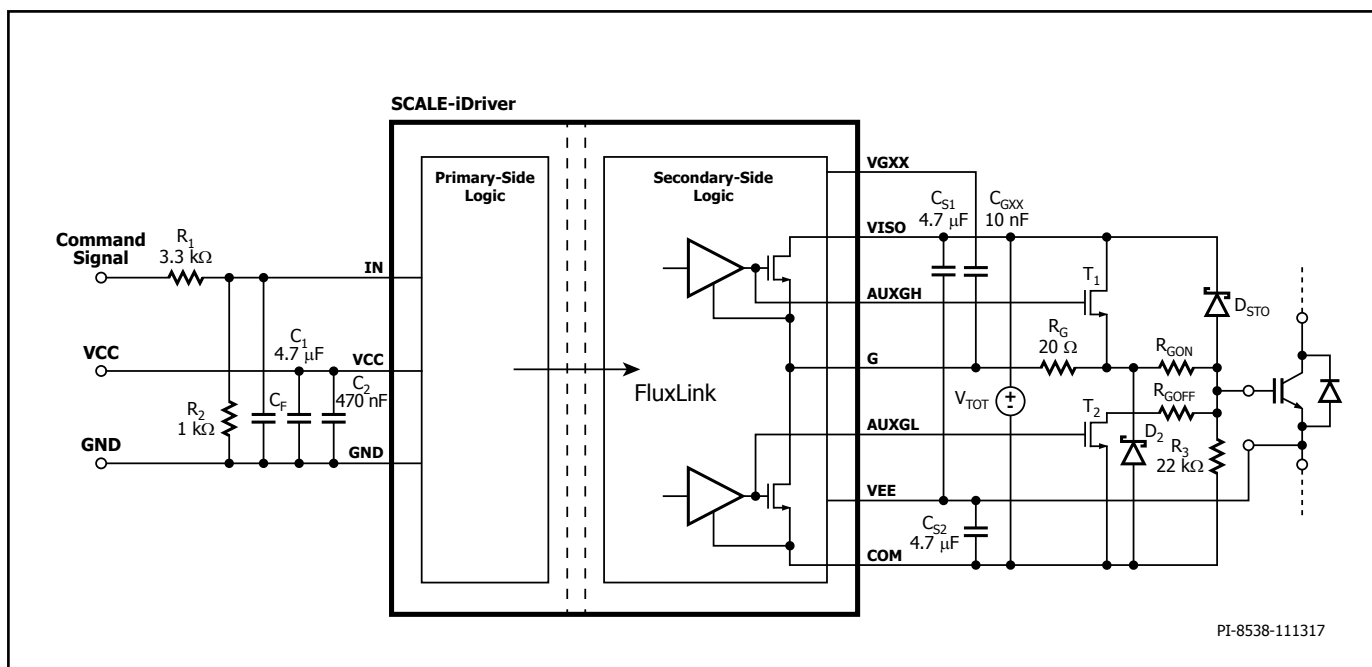 SCALE-iDriver
Primary-Side
Logic
Secondary-Side
Logic
FluxLink
Command
Signal
R1
3.3 kΩ
IN
VCC
C1
4.7 μF
VCC
C2
470 nF
R2
1 kΩ
CF
GND
GND
VGXX
CS1
4.7 μF
CGXX
10 nF
VISO
AUXGH
T1
DSTO
RG
20 Ω
RGON
G
VTOT
RGOFF
T2
D2
AUXGL
R3
22 kΩ
VEE
CS2
4.7 μF
COM
PI-8538-111317